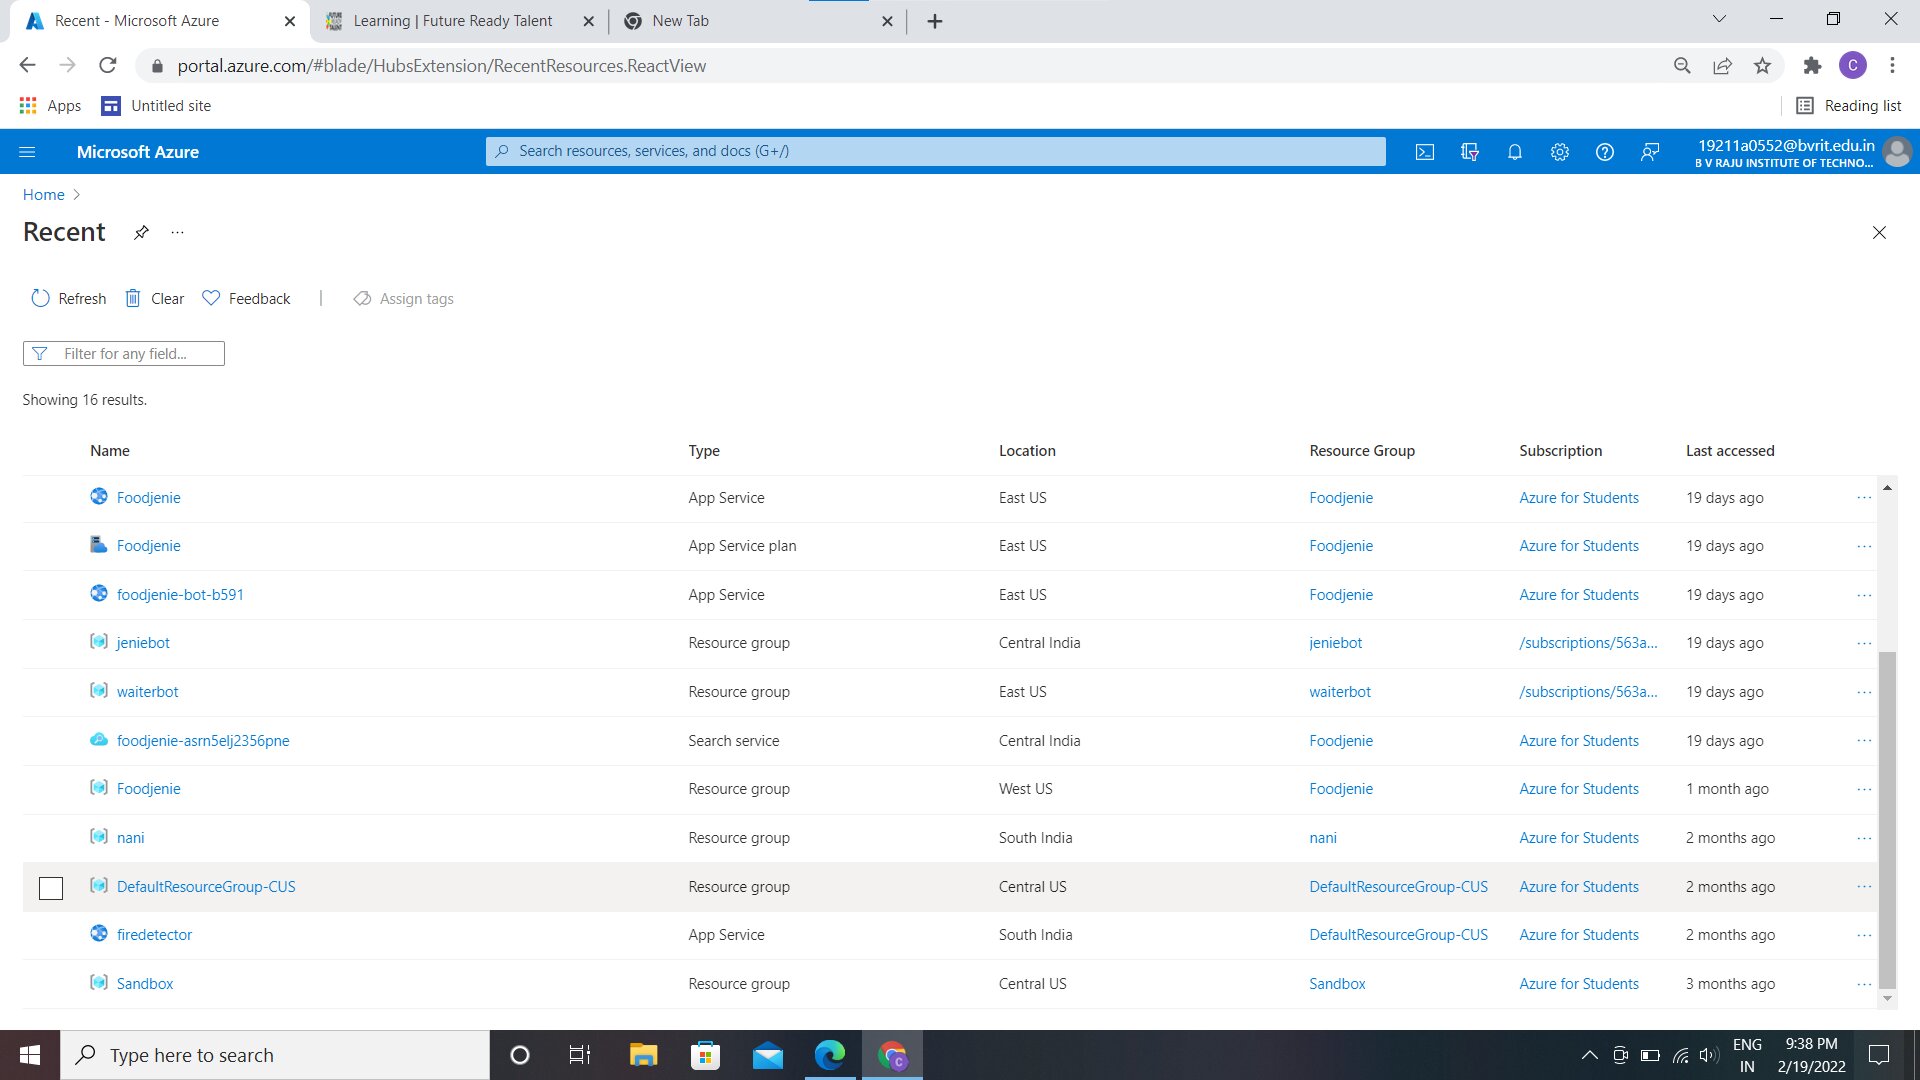 Recent - Microsoft Azure
Learning | Future Ready Talent
New Tab
portal.azure.com/#blade/HubsExtension/RecentResources.ReactView
C
Apps
Untitled site
Reading list
Microsoft Azure
Search resources, services, and docs (G+/)
19211a0552@bvrit.edu.in
B V RAJU INSTITUTE OF TECHNO...
Home >
Recent
Refresh Clear Feedback | Assign tags
Filter for any field...
Showing 16 results.
Name Type Location Resource Group Subscription Last accessed
Foodjenie App Service East US Foodjenie Azure for Students 19 days ago ...
Foodjenie App Service plan East US Foodjenie Azure for Students 19 days ago ...
foodjenie-bot-b591 App Service East US Foodjenie Azure for Students 19 days ago ...
jeniebot Resource group Central India jeniebot /subscriptions/563a... 19 days ago ...
waiterbot Resource group East US waiterbot /subscriptions/563a... 19 days ago ...
foodjenie-asrn5elj2356pne Search service Central India Foodjenie Azure for Students 19 days ago ...
Foodjenie Resource group West US Foodjenie Azure for Students 1 month ago ...
nani Resource group South India nani Azure for Students 2 months ago ...
DefaultResourceGroup-CUS Resource group Central US DefaultResourceGroup-CUS Azure for Students 2 months ago ...
firedetector App Service South India DefaultResourceGroup-CUS Azure for Students 2 months ago ...
Sandbox Resource group Central US Sandbox Azure for Students 3 months ago ...
Type here to search
ENG
IN
9:38 PM
2/19/2022